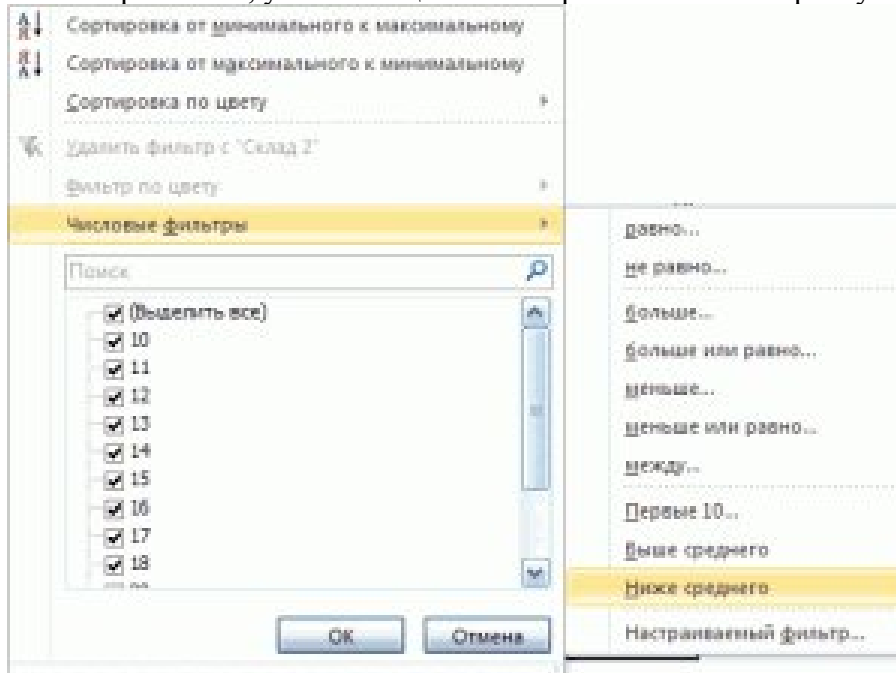 Сортировка от минимального к максимальному
Сортировка от максимального к минимальному
Сортировка по цвету
Удалить фильтр с "Склад 2"
Фильтр по цвету
Числовые фильтры
Поиск
(Выделить все)
10
11
12
13
14
15
16
17
18
ОК
Отмена
равно...
не равно...
больше...
больше или равно...
меньше...
меньше или равно...
между...
Первые 10...
Выше среднего
Ниже среднего
Настраиваемый фильтр...